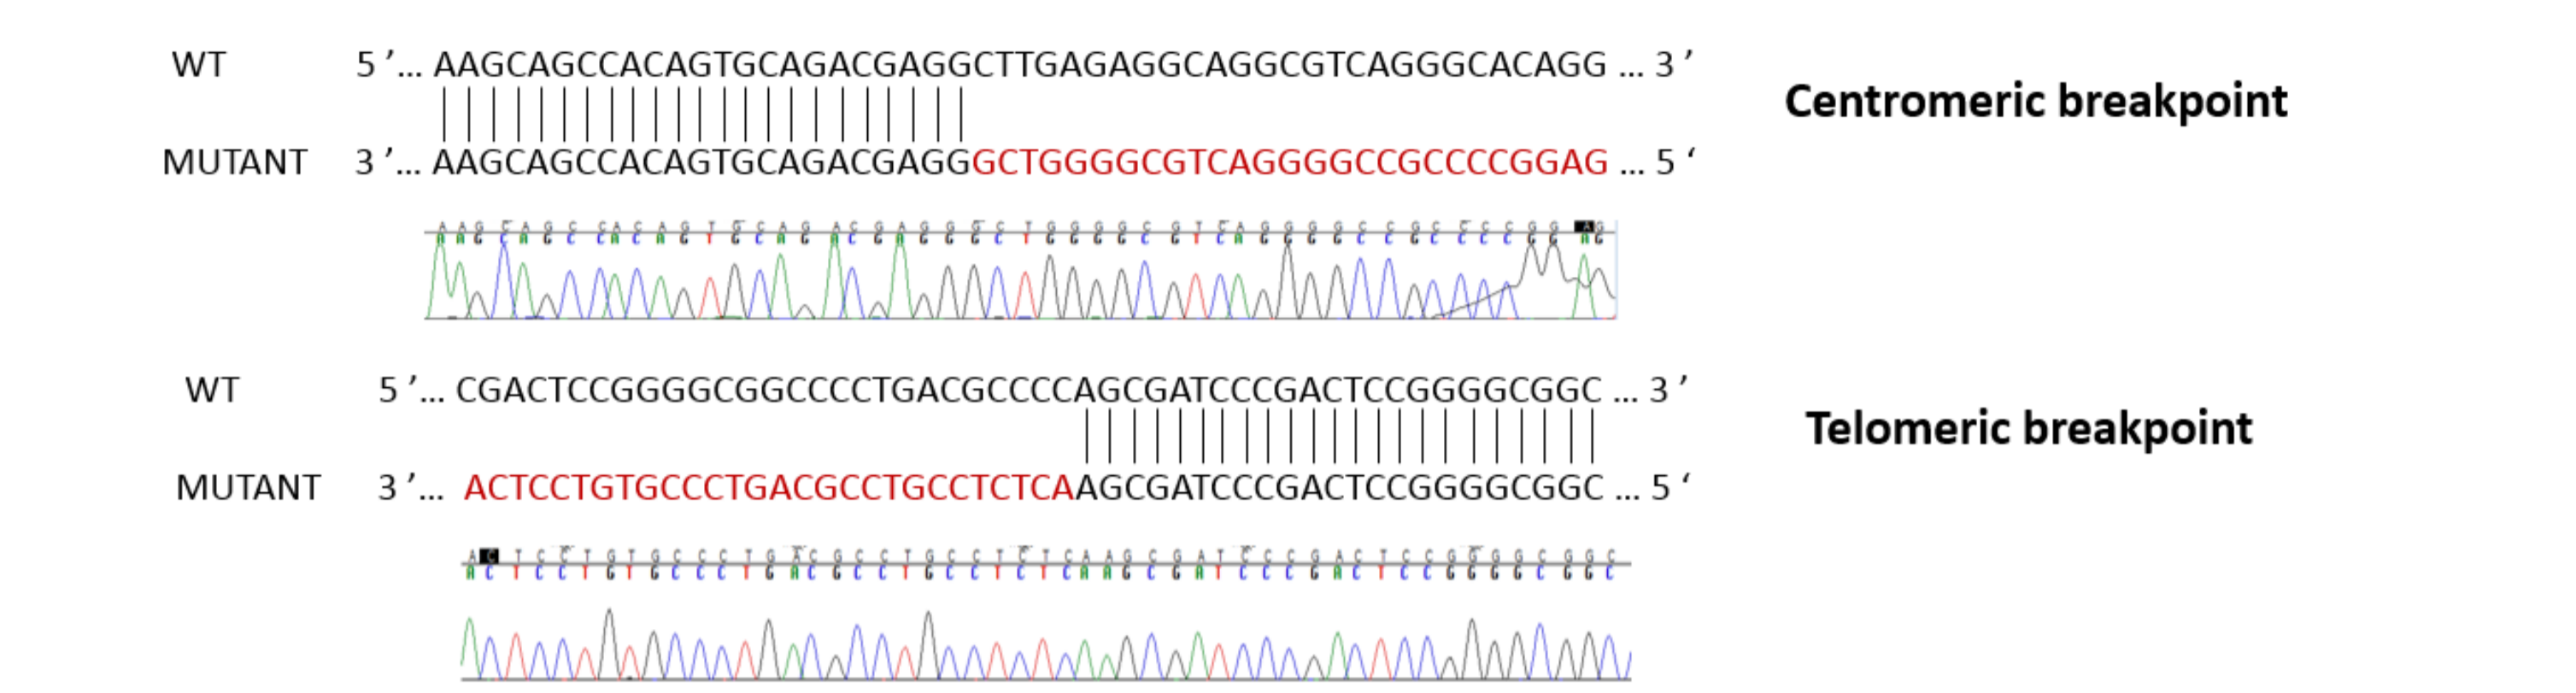 WT 5 ’... AAGCAGCCACAGTGCAGACGAGGCTTGAGAGGCAGGCGTCAGGGCACAGG ... 3 ’
Centromeric breakpoint
MUTANT 3 ’... AAGCAGCCACAGTGCAGACGAGGGCTGGGGCGTCAGGGGCCGCCCCGGAG ... 5 ‘
A A G C A G C C A C A G T G C A G A C G A G G G C T G G G G C G T C A G G G G C C G C C C C G G A G
A A G C A G C C A C A G T G C A G A C G A G G G C T G G G G C G T C A G G G G C C G C C C C G G A G
WT 5 ’... CGACTCCGGGGCGGCCCCTGACGCCCCAGCGATCCCGACTCCGGGGCGGC ... 3 ’
Telomeric breakpoint
MUTANT 3 ’... ACTCCTGTGCCCTGACGCCTGCCTCTCAAGCGATCCCGACTCCGGGGCGGC ... 5 ‘
A C T C C T G T G C C C T G A C G C C T G C C T C T C A A G C G A T C C C G A C T C C G G G G C G G C
A C T C C T G T G C C C T G A C G C C T G C C T C T C A A G C G A T C C C G A C T C C G G G G C G G C